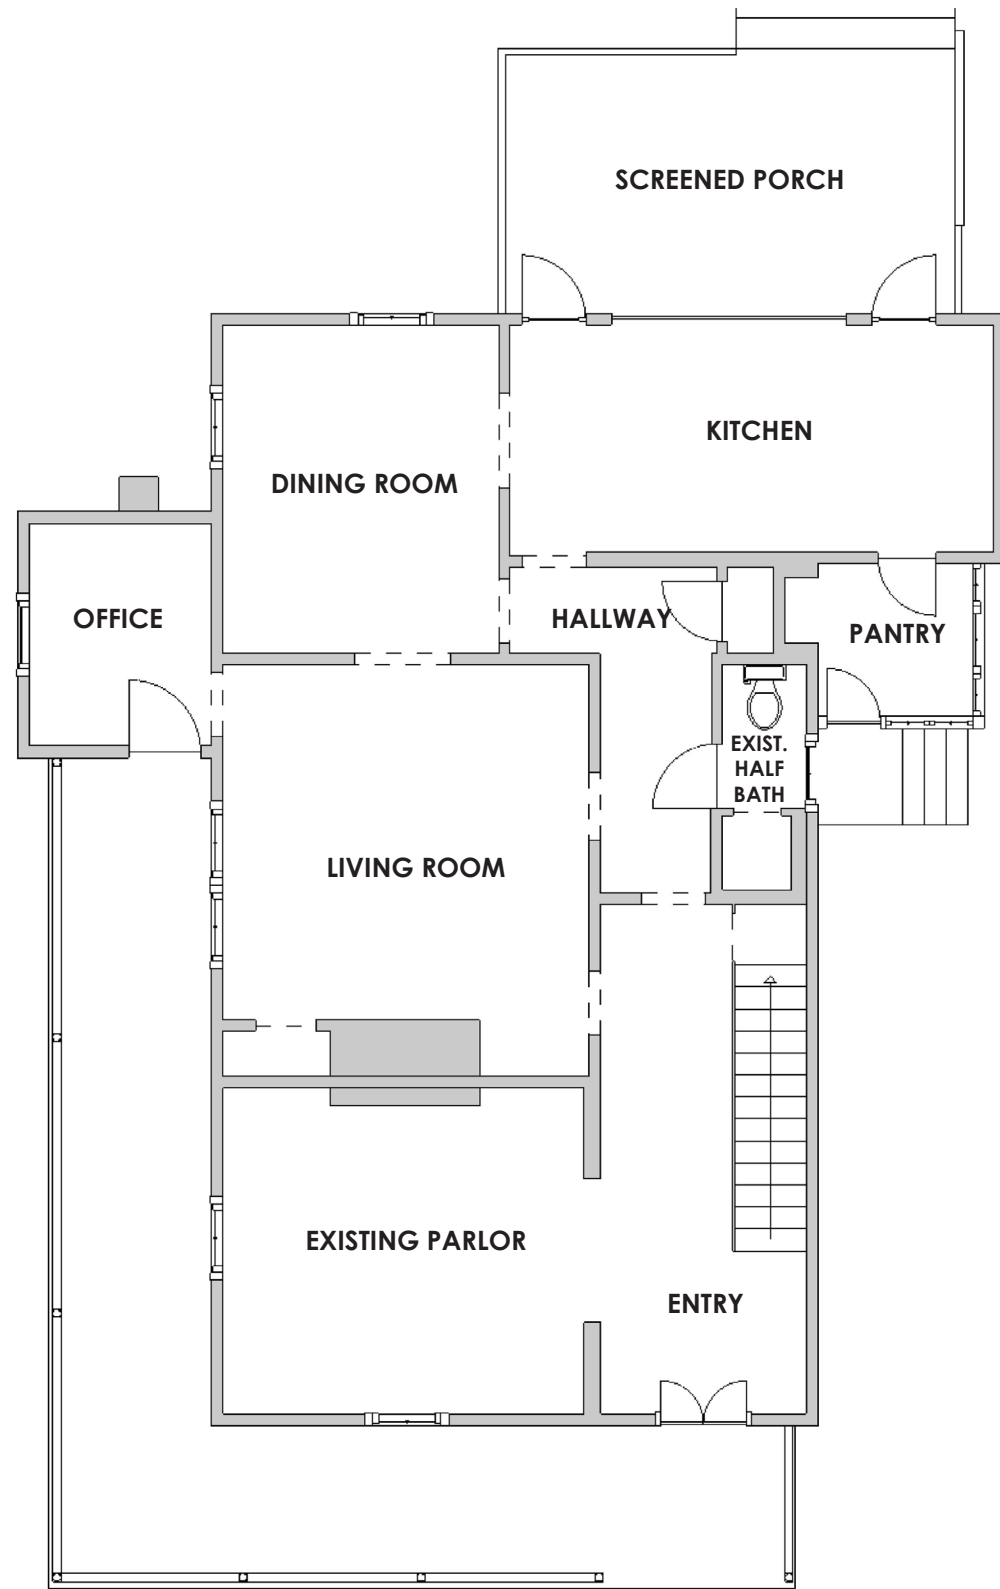 SCREENED PORCH
KITCHEN
DINING ROOM
OFFICE
HALLWAY
PANTRY
EXIST.
HALF
BATH
LIVING ROOM
EXISTING PARLOR
ENTRY